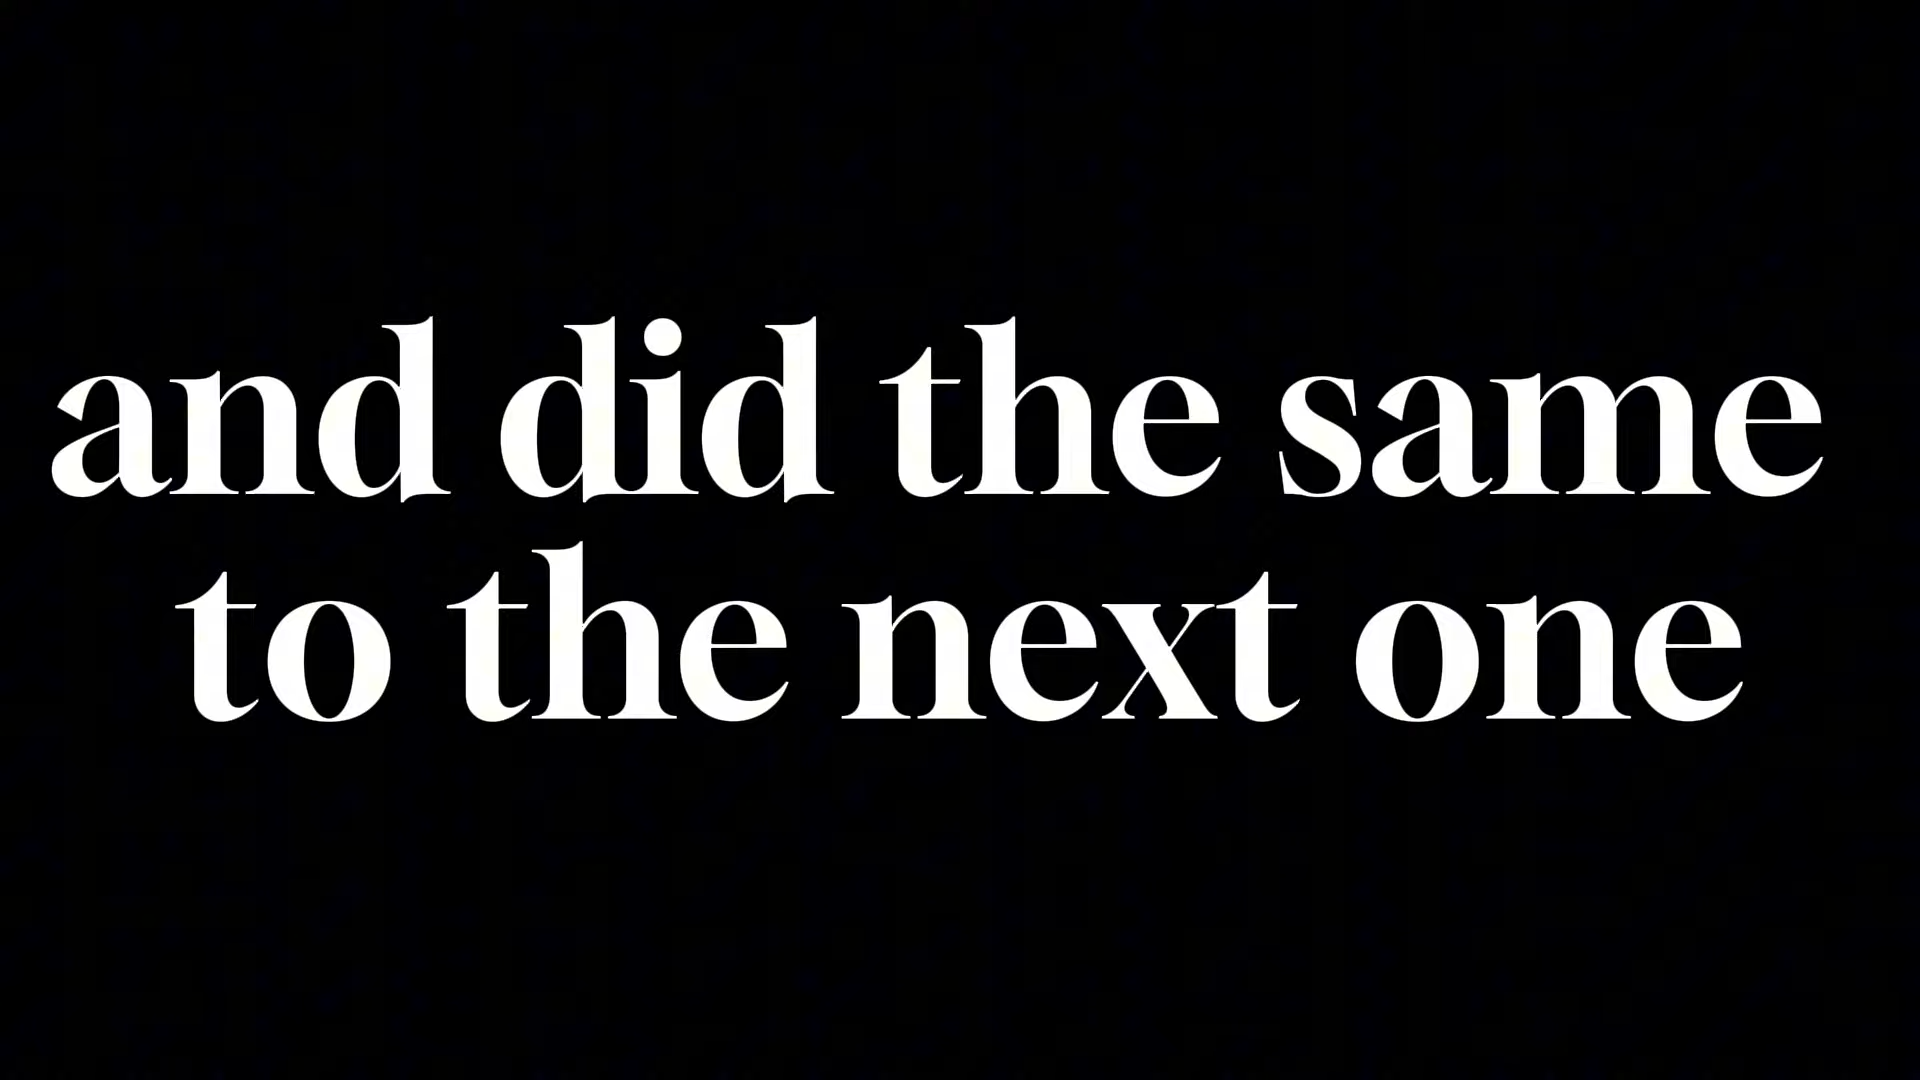 and did the same
to the next one